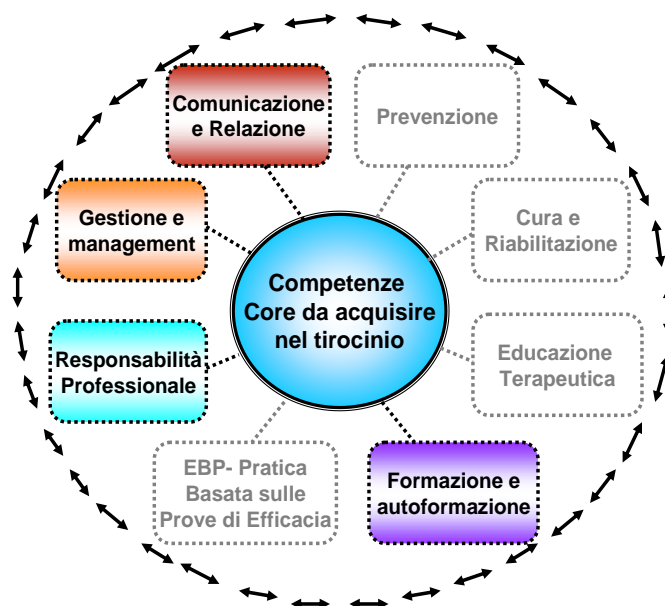 Comunicazione
e Relazione
Prevenzione
Gestione e
management
Cura e
Riabilitazione
Competenze
Core da acquisire
nel tirocinio
Responsabilità
Professionale
Educazione
Terapeutica
EBP- Pratica
Basata sulle
Prove di Efficacia
Formazione e
autoformazione